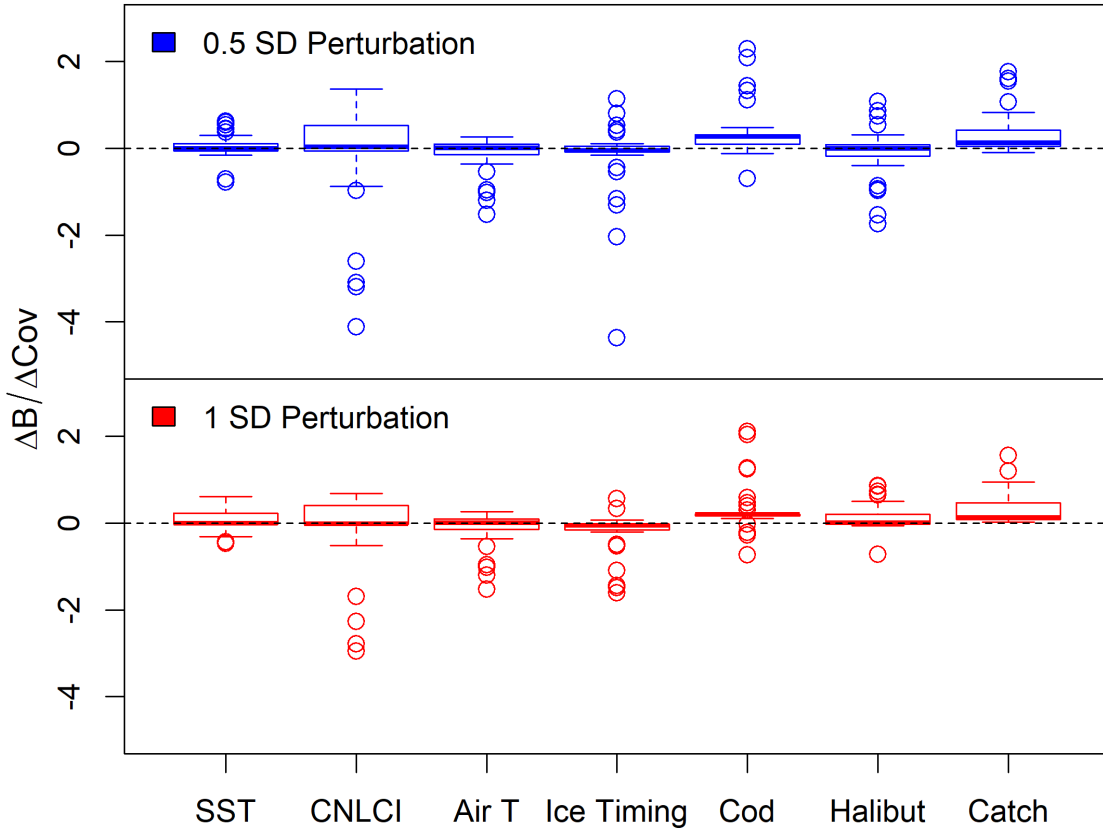 0.5 SD Perturbation
2
0
-2
-4
ΔB/ΔCov
1 SD Perturbation
2
0
-2
-4
SST CNLCI Air T Ice Timing Cod Halibut Catch